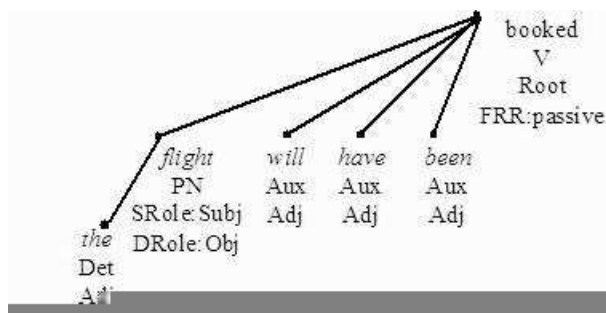 booked
V
Root
FRR:passive
flight
PN
SRole:Subj
DRole:Obj
will
Aux
Adj
have
Aux
Adj
been
Aux
Adj
the
Det
Adj